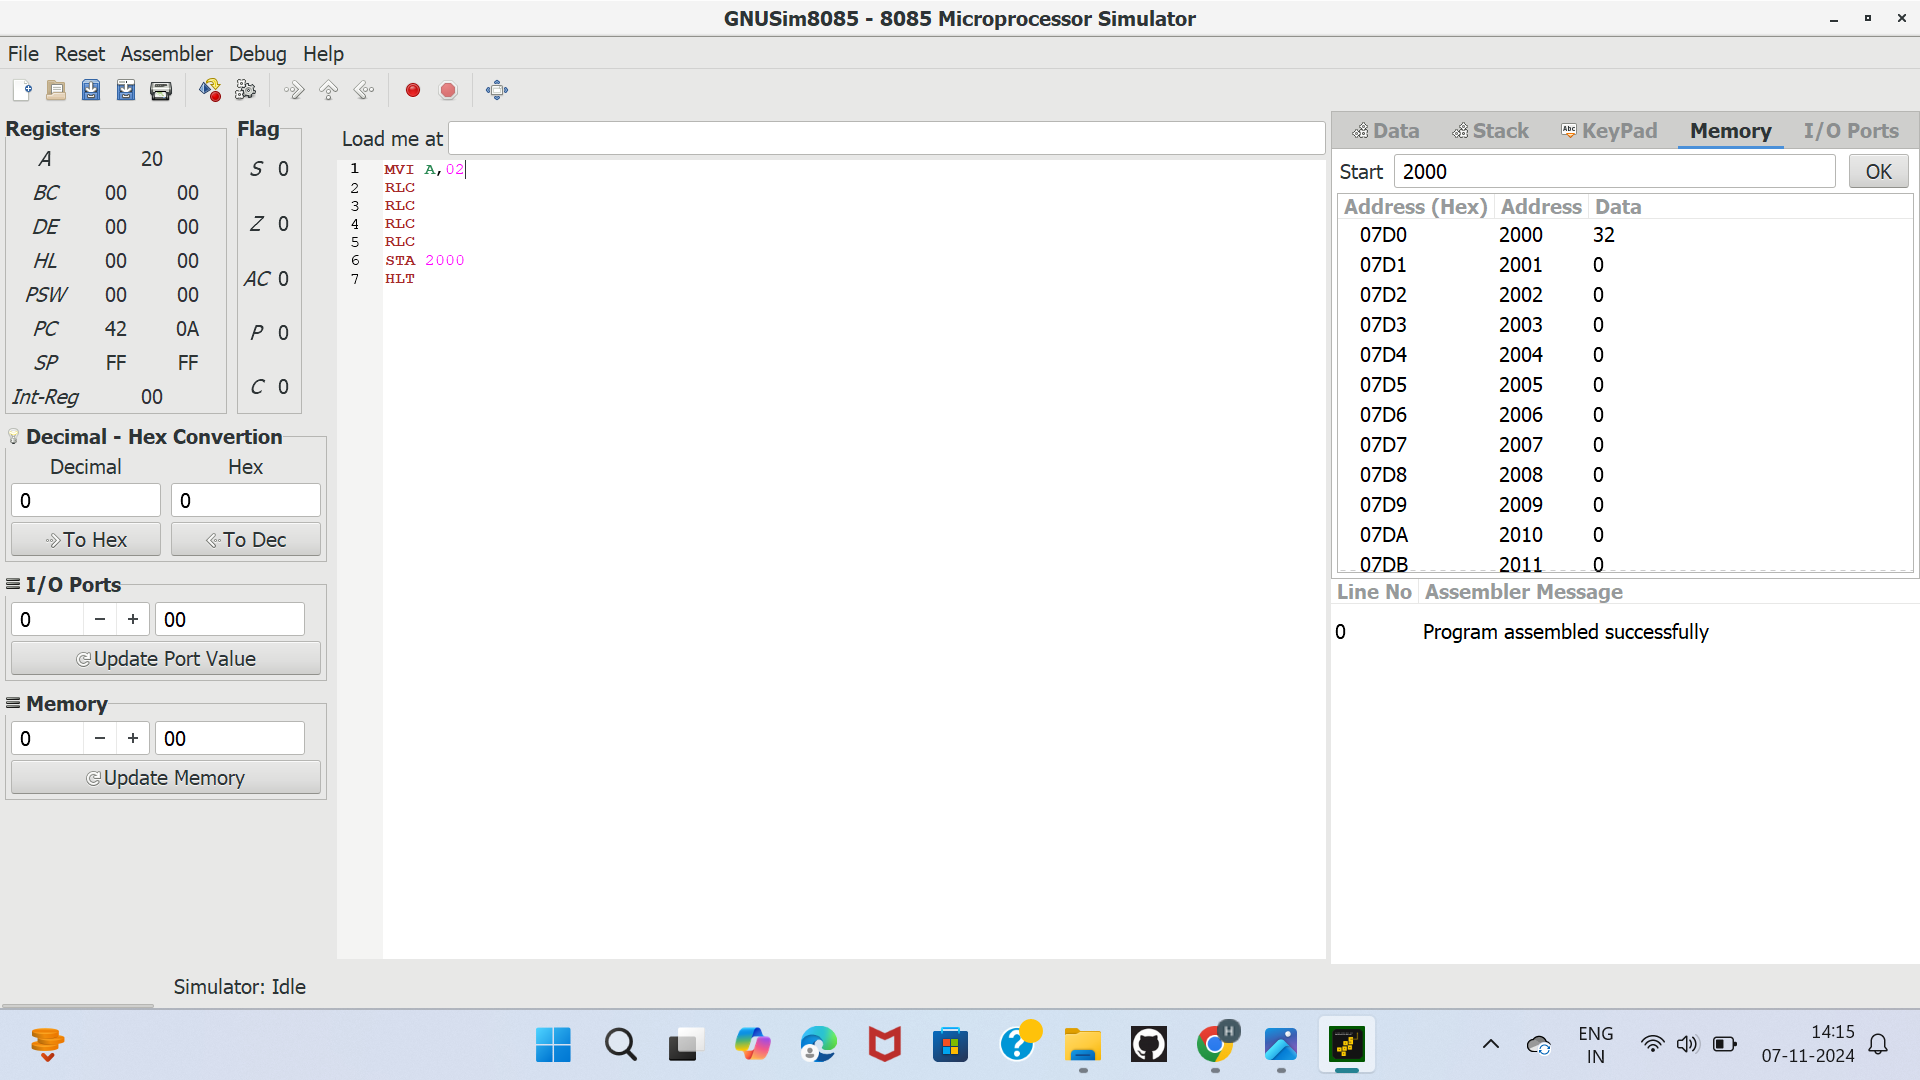 GNUSim8085 - 8085 Microprocessor Simulator
File Reset Assembler Debug Help
Registers
A 20
BC 00 00
DE 00 00
HL 00 00
PSW 00 00
PC 42 0A
SP FF FF
Int-Reg 00
Flag
S 0
Z 0
AC 0
P 0
C 0
Decimal - Hex Convertion
Decimal Hex
0 0
To Hex To Dec
I/O Ports
0 − + 00
Update Port Value
Memory
0 − + 00
Update Memory
Load me at
1 MVI A,02
2 RLC
3 RLC
4 RLC
5 RLC
6 STA 2000
7 HLT
Data Stack Abc KeyPad Memory I/O Ports
Start 2000 OK
Address (Hex) Address Data
07D0 2000 32
07D1 2001 0
07D2 2002 0
07D3 2003 0
07D4 2004 0
07D5 2005 0
07D6 2006 0
07D7 2007 0
07D8 2008 0
07D9 2009 0
07DA 2010 0
07DB 2011 0
Line No Assembler Message
0 Program assembled successfully
Simulator: Idle
H
ENG
IN
14:15
07-11-2024